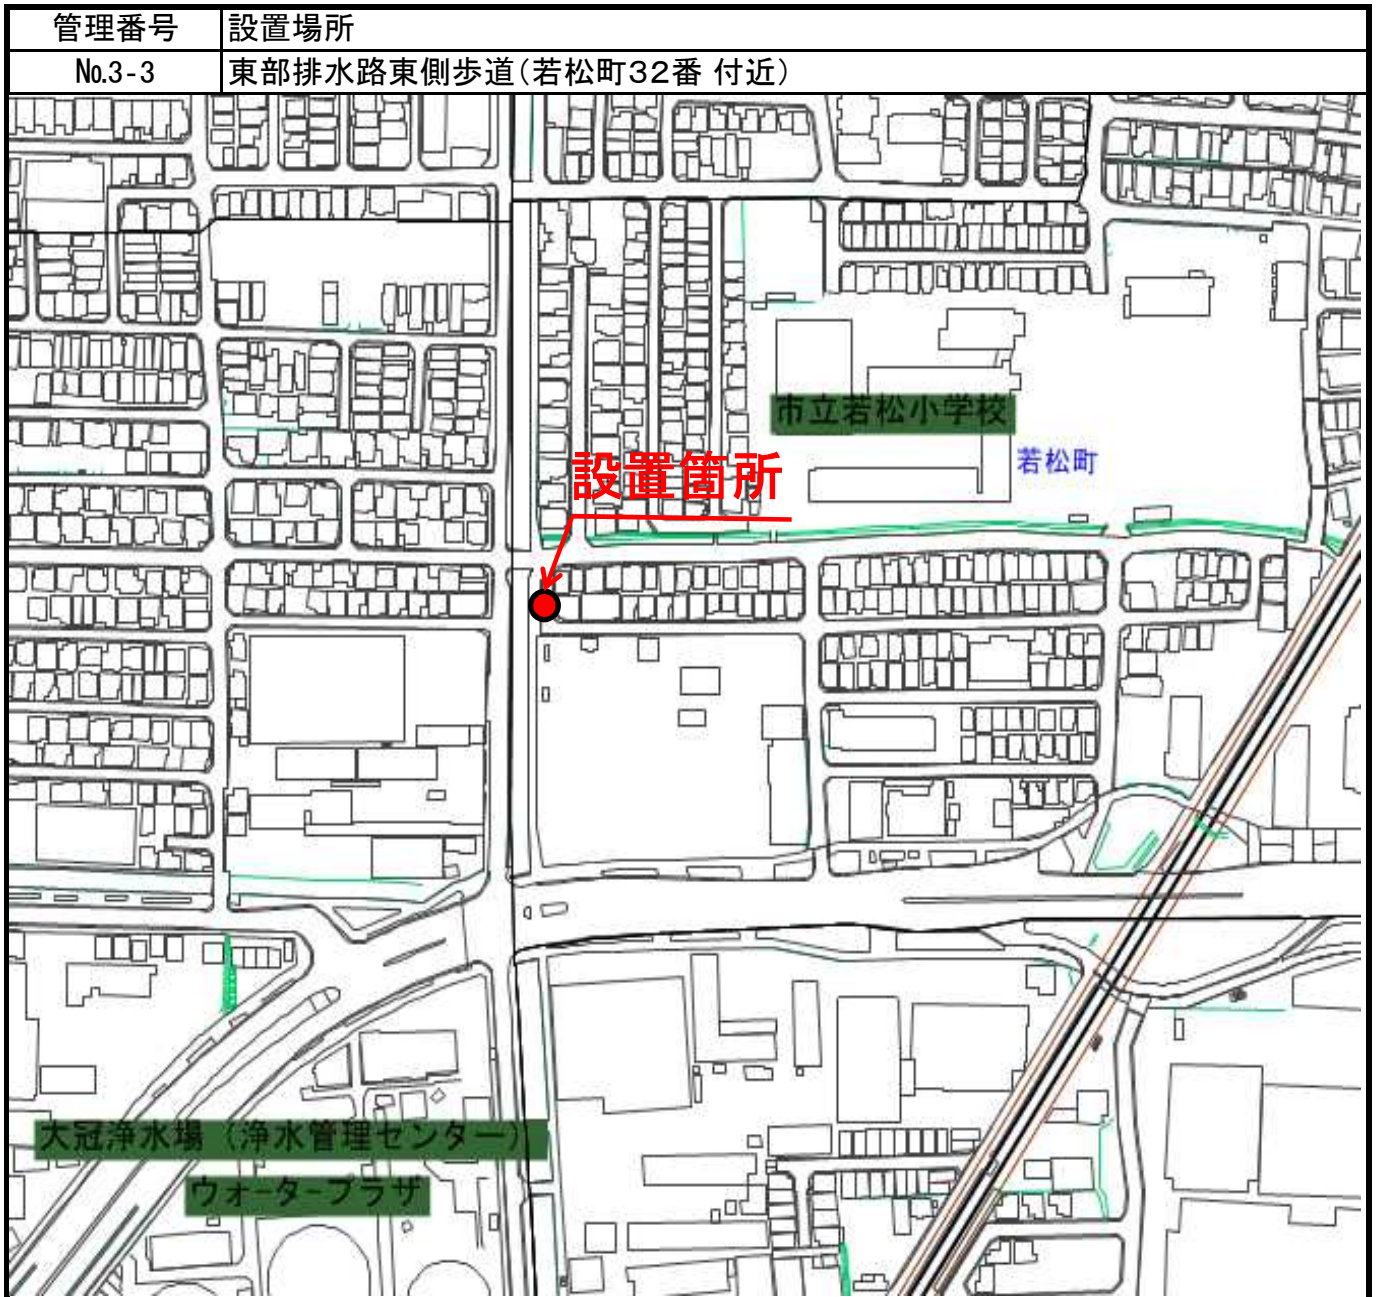 管理番号
設置場所
№3-3
東部排水路東側歩道(若松町32番 付近)
市立若松小学校
若松町
設置箇所
大冠浄水場（浄水管理センター）
ウォータープラザ